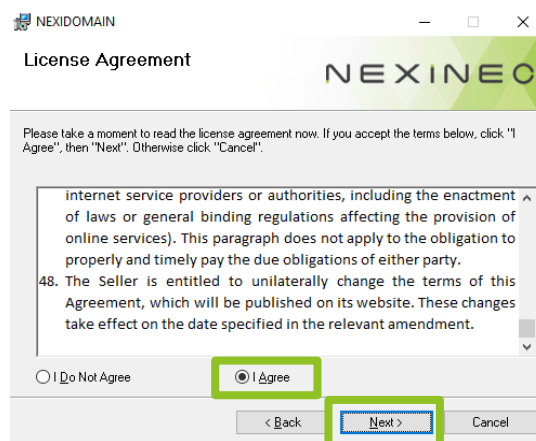 NEXIDOMAIN
License Agreement
NEXINEO
Please take a moment to read the license agreement now. If you accept the terms below, click "I
Agree", then "Next". Otherwise click "Cancel".
internet service providers or authorities, including the enactment
of laws or general binding regulations affecting the provision of
online services). This paragraph does not apply to the obligation to
properly and timely pay the due obligations of either party.
48. The Seller is entitled to unilaterally change the terms of this
Agreement, which will be published on its website. These changes
take effect on the date specified in the relevant amendment.
I Do Not Agree
I Agree
< Back
Next >
Cancel